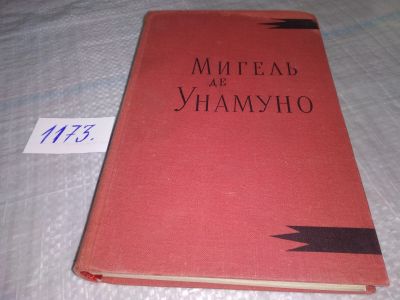 Мигель
де
Унамуно
1173.